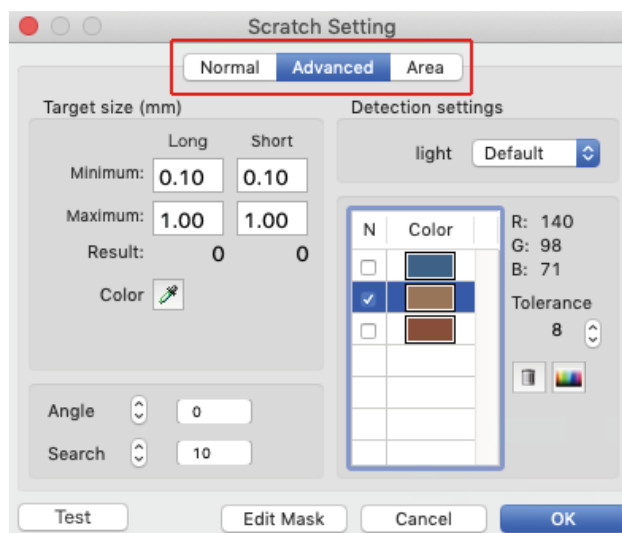 Scratch Setting
Normal Advanced Area
Target size (mm)
Long Short
Minimum: 0.10 0.10
Maximum: 1.00 1.00
Result: 0 0
Color
Angle 0
Search 10
Detection settings
light Default
N Color
R: 140
G: 98
B: 71
Tolerance
8
Test Edit Mask Cancel OK